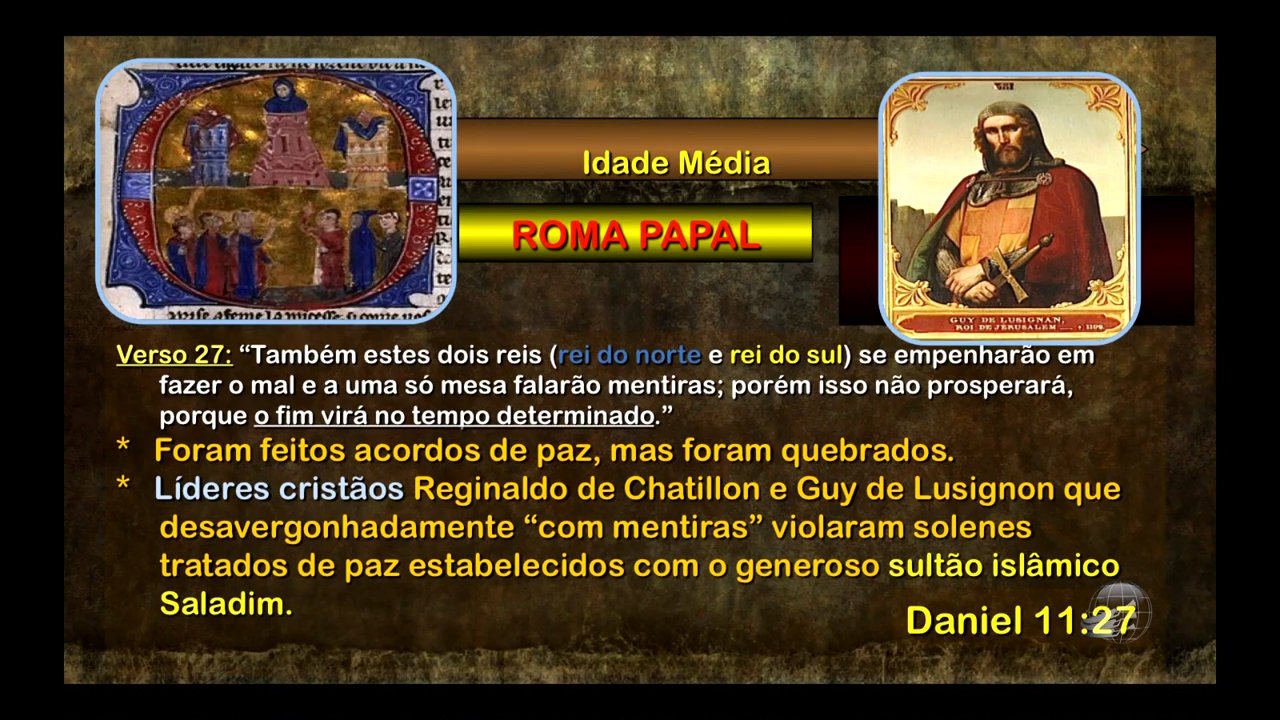 Idade Média
ROMA PAPAL
GUY DE LUSIGNAN,
ROI DE JÉRUSALEM
Verso 27: “Também estes dois reis (rei do norte e rei do sul) se empenharão em
fazer o mal e a uma só mesa falarão mentiras; porém isso não prosperará,
porque o fim virá no tempo determinado.”
* Foram feitos acordos de paz, mas foram quebrados.
* Líderes cristãos Reginaldo de Chatillon e Guy de Lusignon que
desavergonhadamente “com mentiras” violaram solenes
tratados de paz estabelecidos com o generoso sultão islâmico
Saladim.
Daniel 11:27